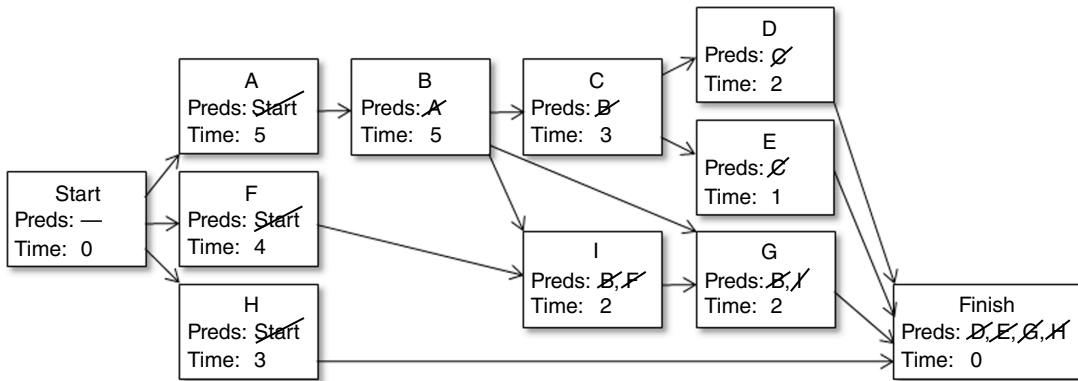 Start
Preds: —
Time: 0
A
Preds: Start
Time: 5
F
Preds: Start
Time: 4
H
Preds: Start
Time: 3
B
Preds: A
Time: 5
C
Preds: B
Time: 3
I
Preds: B, F
Time: 2
D
Preds: C
Time: 2
E
Preds: C
Time: 1
G
Preds: B, I
Time: 2
Finish
Preds: D, E, G, H
Time: 0